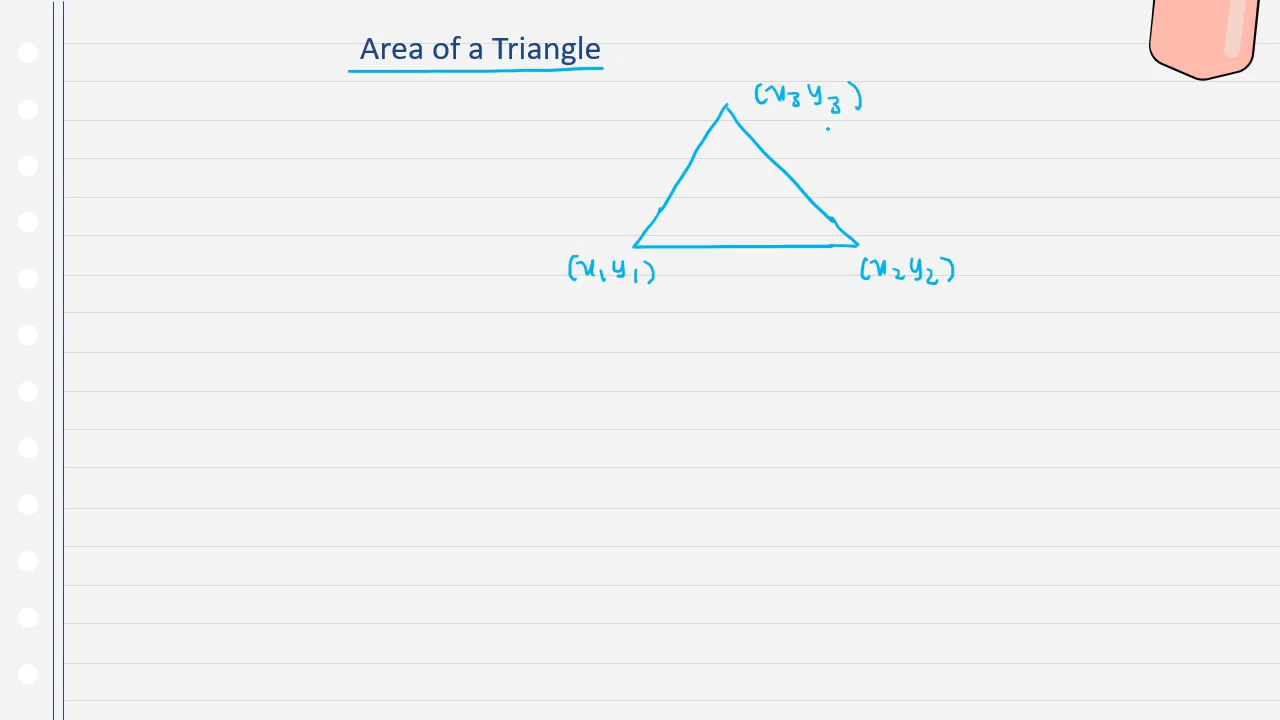 Area of a Triangle
(x₃ y₃)
(x₁ y₁)
(x₂ y₂)